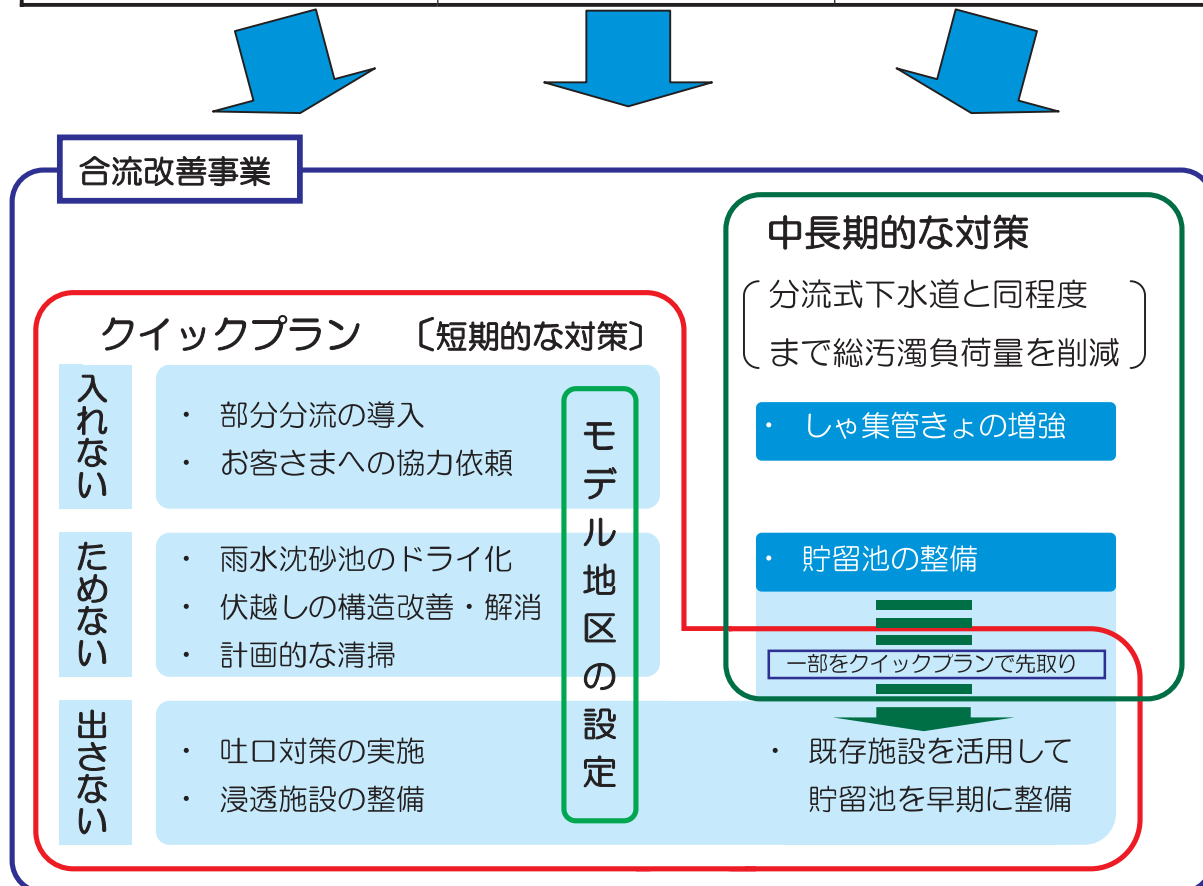 合流改善事業
中長期的な対策
分流式下水道と同程度
まで総汚濁負荷量を削減
・ しゃ集管きょの増強
・ 貯留池の整備
一部をクイックプランで先取り
クイックプラン 〔短期的な対策〕
入れない
・ 部分分流の導入
・ お客さまへの協力依頼
ためない
・ 雨水沈砂池のドライ化
・ 伏越しの構造改善・解消
・ 計画的な清掃
出さない
・ 吐口対策の実施
・ 浸透施設の整備
モデル地区の設定
・ 既存施設を活用して
貯留池を早期に整備